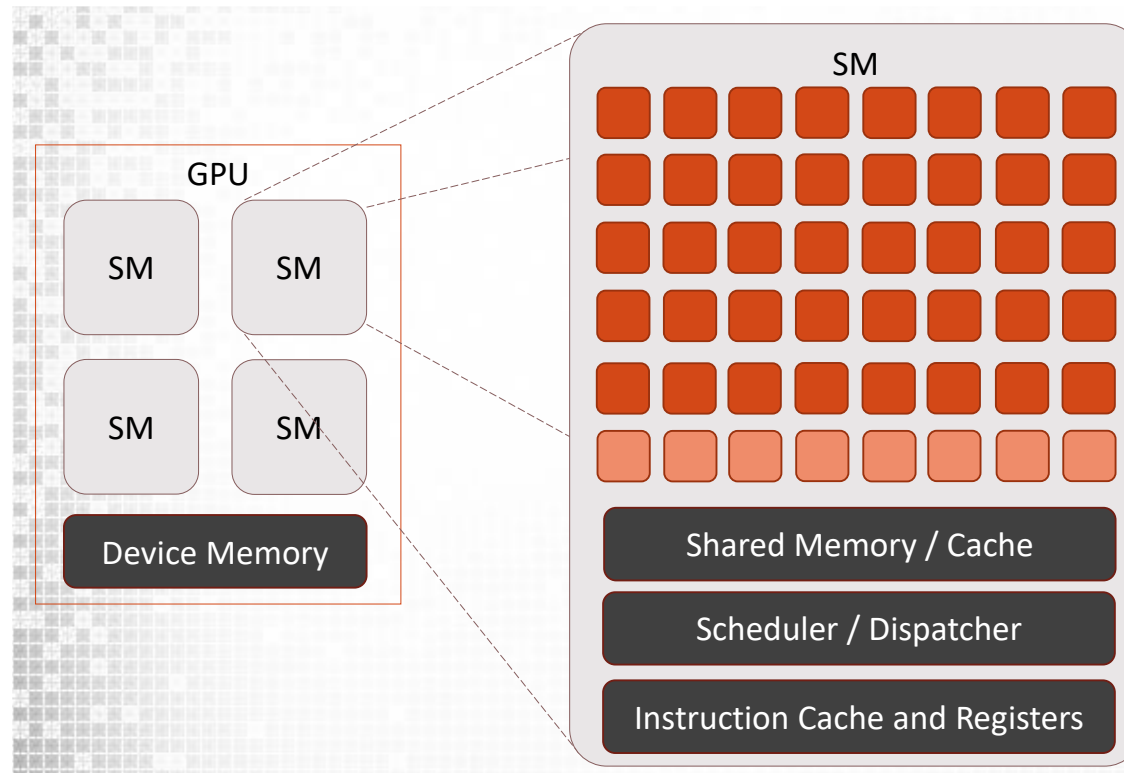 GPU
SM
SM
SM
SM
Device Memory
SM
Shared Memory / Cache
Scheduler / Dispatcher
Instruction Cache and Registers